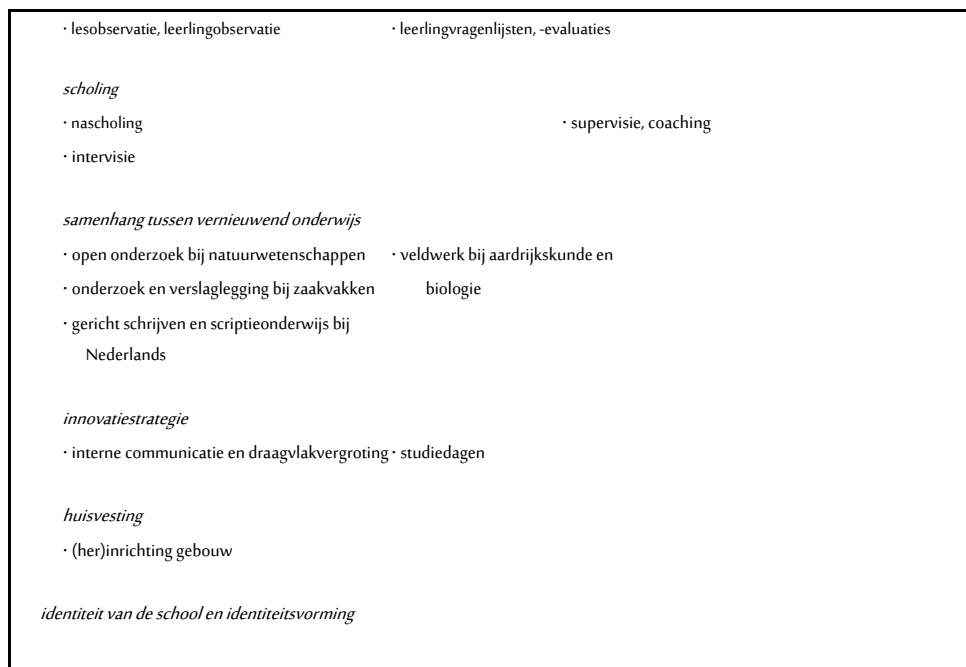 · lesobservatie, leerlingobservatie · leerlingvragenlijsten, -evaluaties
scholing
· nascholing · supervisie, coaching
· intervisie
samenhang tussen vernieuwend onderwijs
· open onderzoek bij natuurwetenschappen · veldwerk bij aardrijkskunde en
· onderzoek en verslaglegging bij zaakvakken biologie
· gericht schrijven en scriptieonderwijs bij
Nederlands
innovatiestrategie
· interne communicatie en draagvlakvergroting · studiedagen
huisvesting
· (her)inrichting gebouw
identiteit van de school en identiteitsvorming